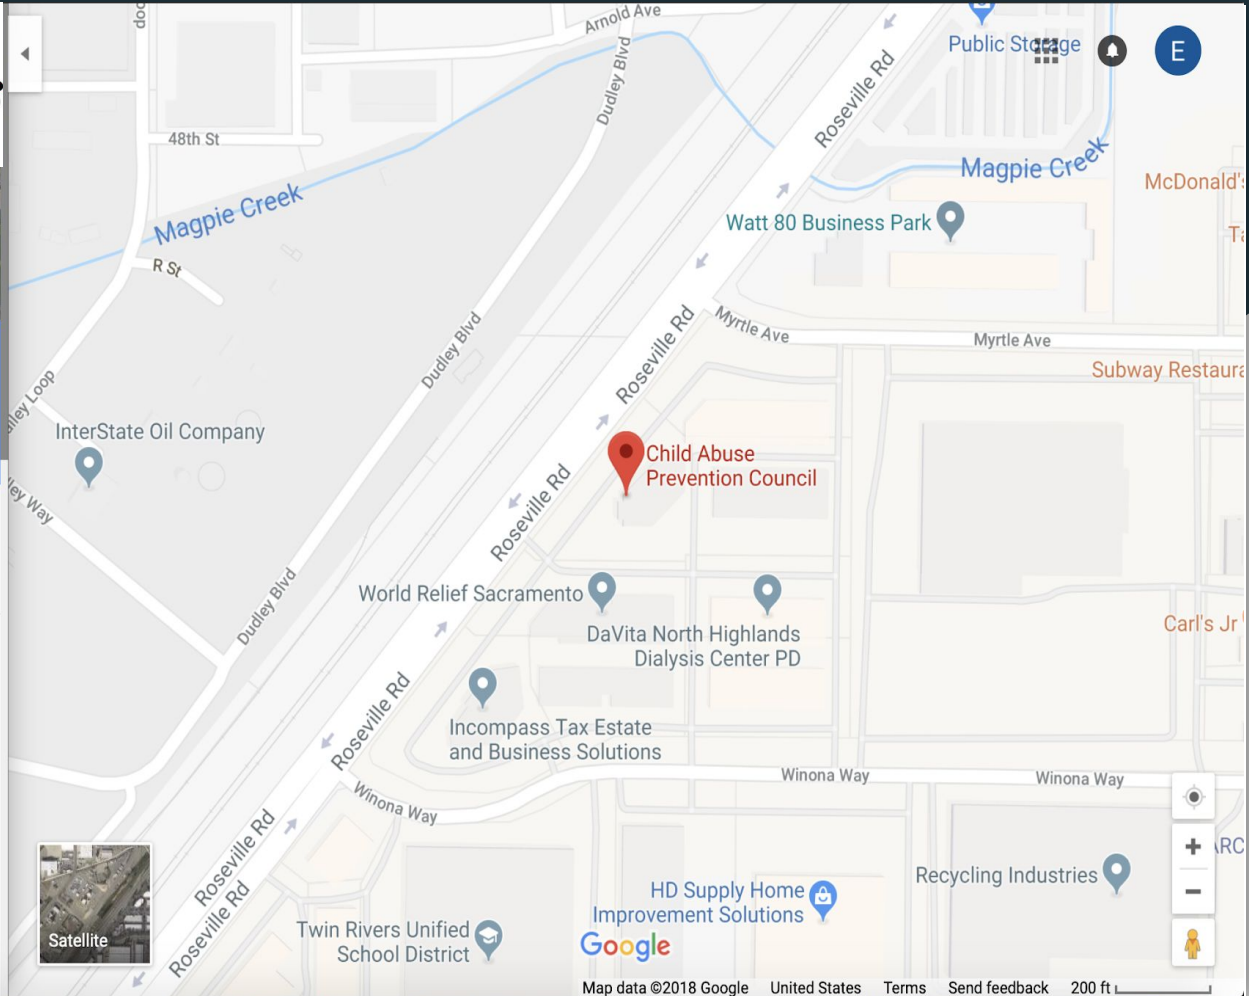 Arnold Ave
Dudley Blvd
Roseville Rd
Public Storage
E
48th St
Magpie Creek
Magpie Creek
McDonald's
Watt 80 Business Park
R St
Myrtle Ave
Myrtle Ave
Roseville Rd
Dudley Blvd
Subway Restaura
InterState Oil Company
Child Abuse
Prevention Council
Roseville Rd
World Relief Sacramento
Dudley Blvd
DaVita North Highlands
Dialysis Center PD
Carl's Jr
Roseville Rd
Incompass Tax Estate
and Business Solutions
Winona Way
Winona Way
Winona Way
Roseville Rd
Roseville Rd
Recycling Industries
HD Supply Home
Improvement Solutions
Twin Rivers Unified
School District
Satellite
Google
Map data ©2018 Google United States Terms Send feedback 200 ft